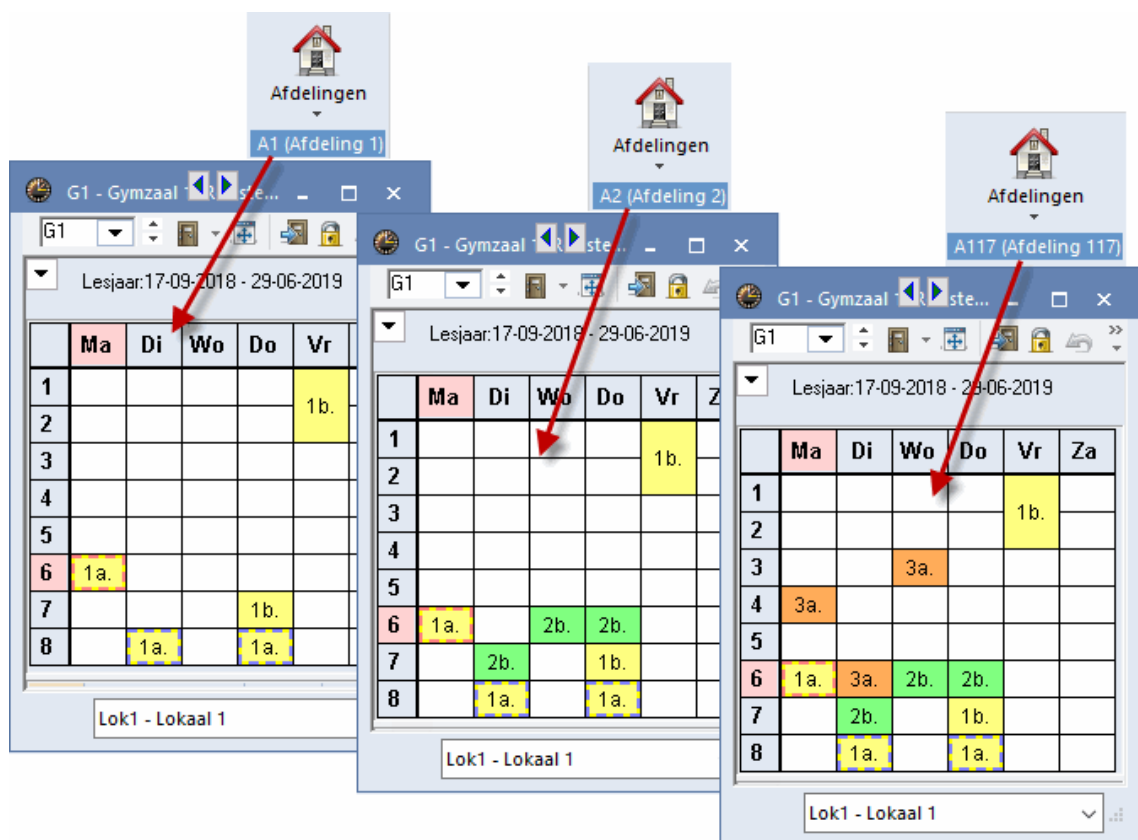 Afdelingen
A1 (Afdeling 1)
G1 - Gymzaal 1 ste...
G1
Lesjaar:17-09-2018 - 29-06-2019
Ma Di Wo Do Vr
1
1b.
2
3
4
5
6 1a.
7 1b.
8 1a. 1a.
Lok1 - Lokaal 1
Afdelingen
A2 (Afdeling 2)
G1 - Gymzaal ste...
G1
Lesjaar:17-09-2018 - 29-06-2019
Ma Di Wo Do Vr Z
1
1b.
2
3
4
5
6 1a. 2b. 2b.
7 2b. 1b.
8 1a. 1a.
Lok1 - Lokaal 1
Afdelingen
A117 (Afdeling 117)
G1 - Gymzaal ste...
G1
Lesjaar:17-09-2018 - 29-06-2019
Ma Di Wo Do Vr Za
1
1b.
2
3 3a.
4 3a.
5
6 1a. 3a. 2b. 2b.
7 2b. 1b.
8 1a. 1a.
Lok1 - Lokaal 1